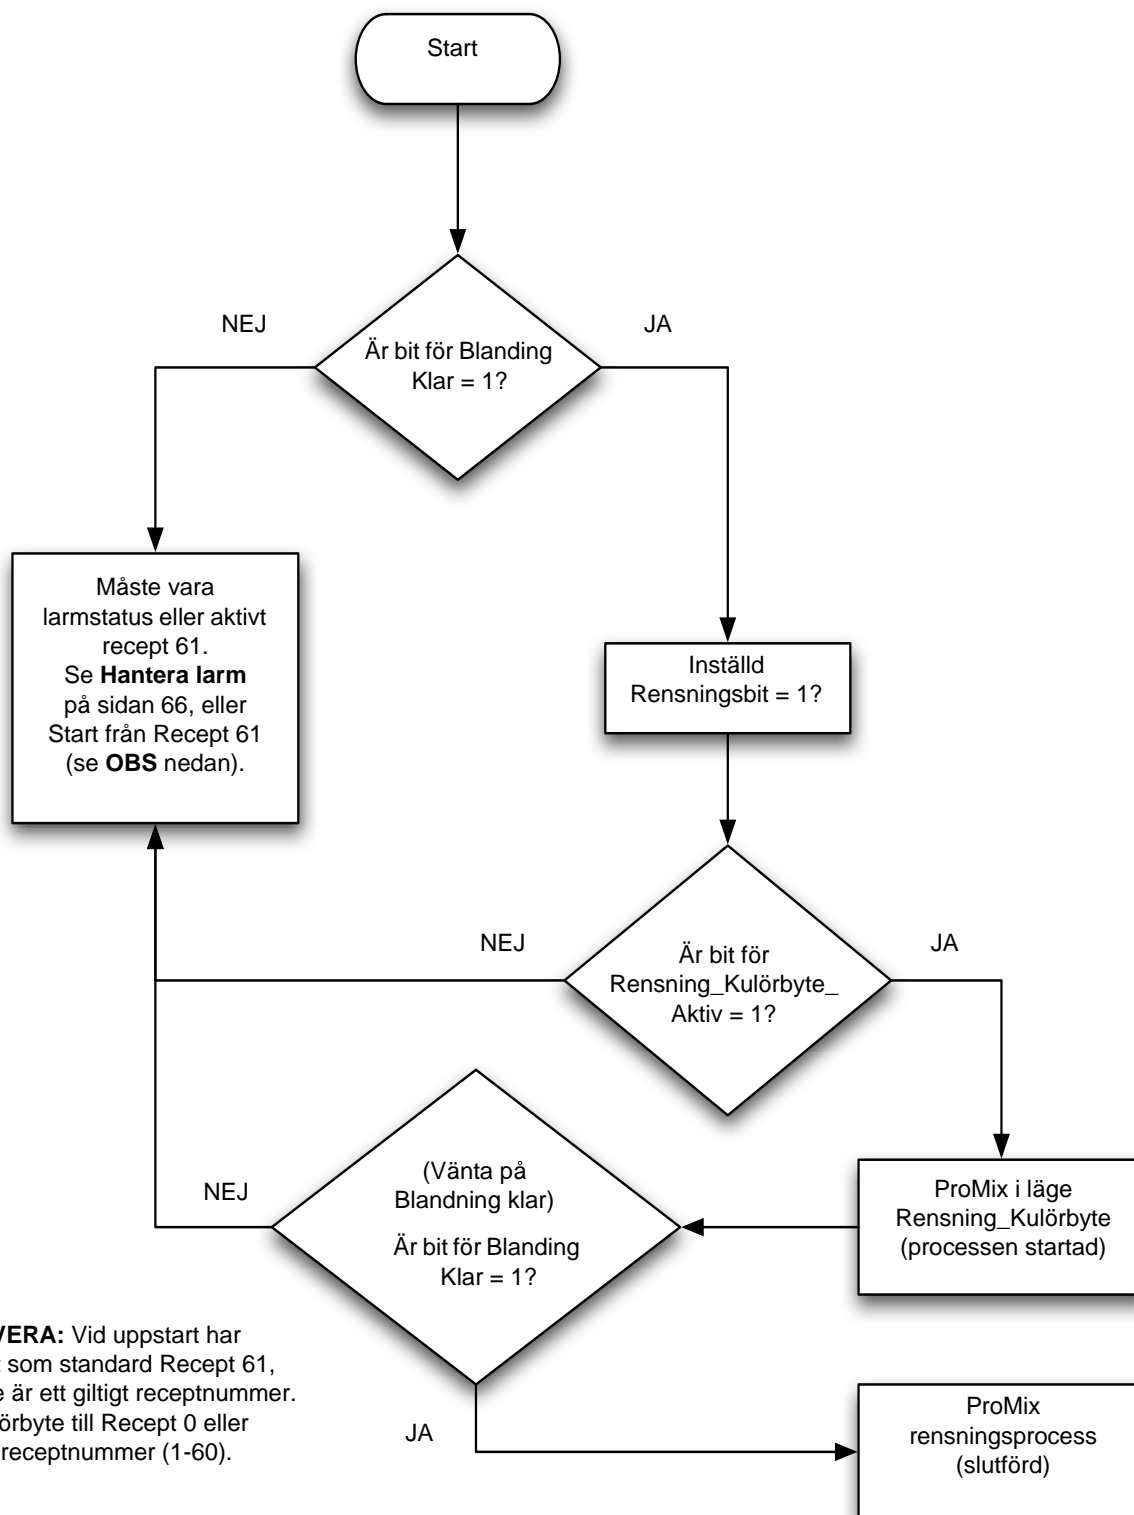 Start
NEJ
JA
Är bit för Blanding
Klar = 1?
Måste vara
larmstatus eller aktivt
recept 61.
Se Hantera larm
på sidan 66, eller
Start från Recept 61
(se OBS nedan).
Inställd
Rensningsbit = 1?
NEJ
JA
Är bit för
Rensning_Kulörbyte_
Aktiv = 1?
NEJ
(Vänta på
Blandning klar)
Är bit för Blanding
Klar = 1?
ProMix i läge
Rensning_Kulörbyte
(processen startad)
VERA: Vid uppstart har
som standard Recept 61,
är ett giltigt receptnummer.
örbyte till Recept 0 eller
receptnummer (1-60).
JA
ProMix
rensningsprocess
(slutförd)